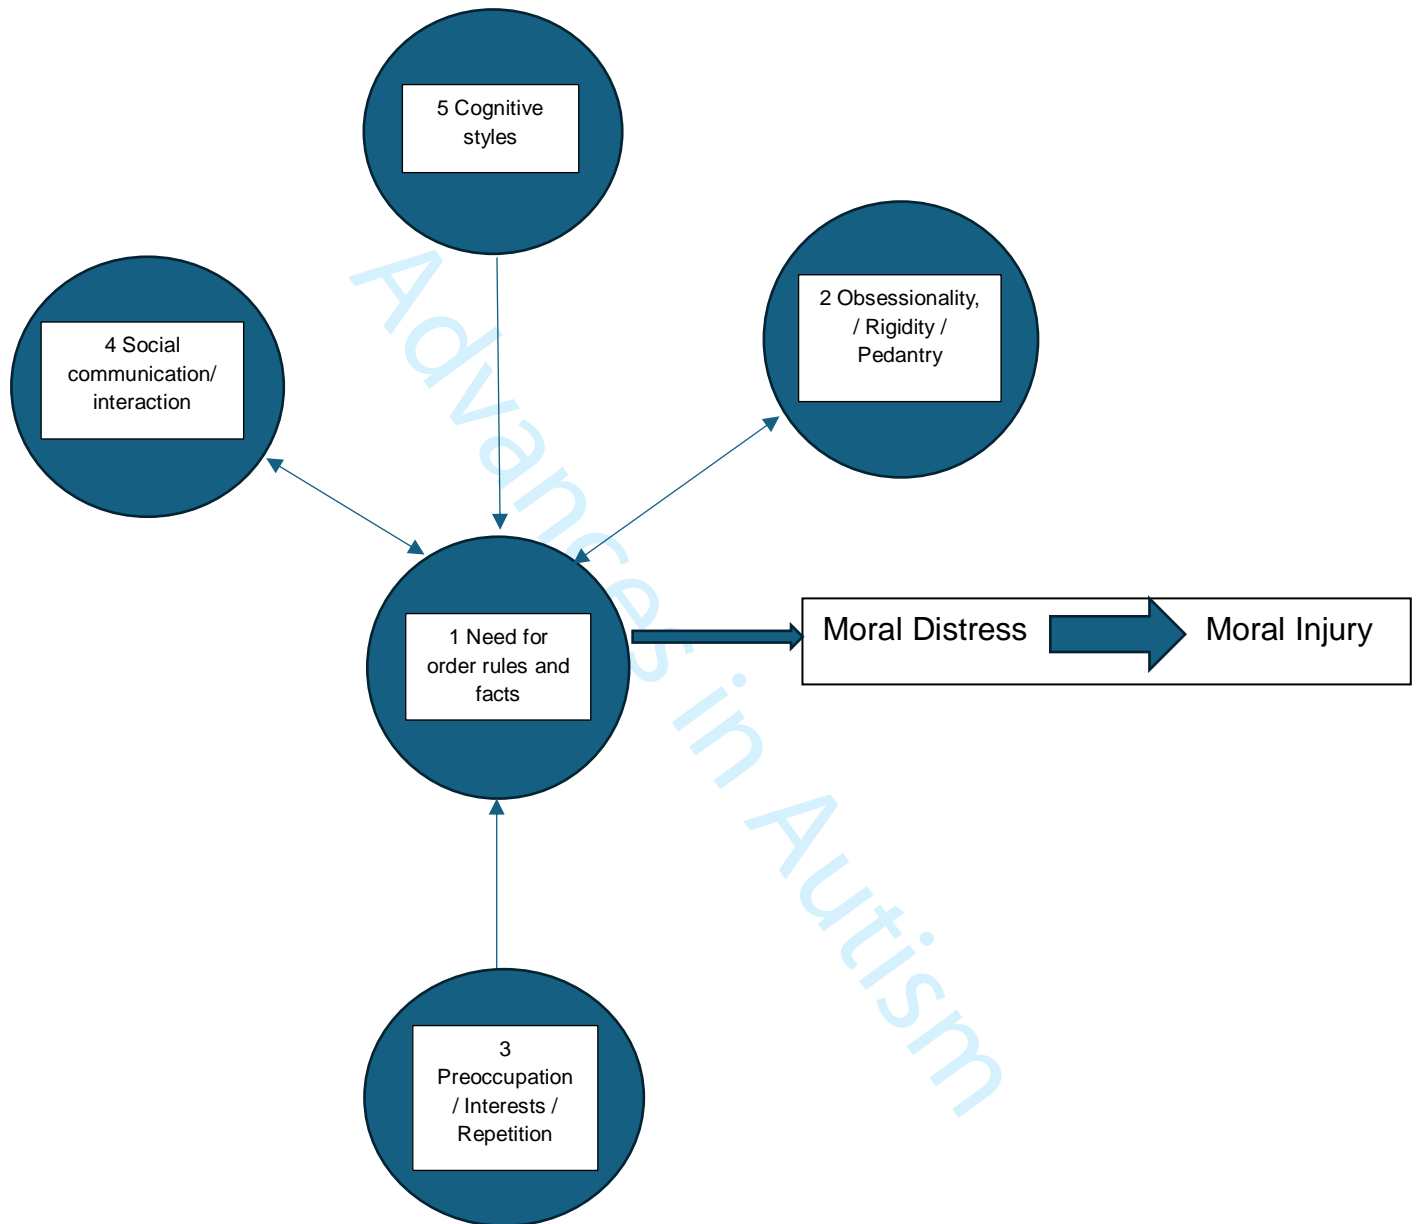 5 Cognitive
styles
2 Obsessionality,
/ Rigidity /
Pedantry
4 Social
communication/
interaction
1 Need for
order rules and
facts
Moral Distress
Moral Injury
3
Preoccupation
/ Interests /
Repetition
Advances in Autism